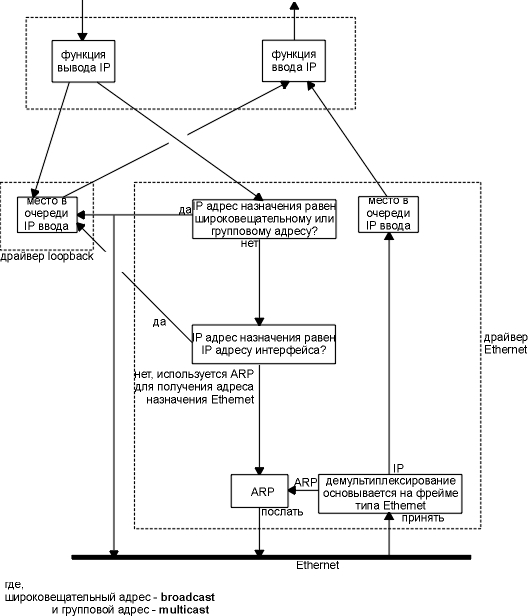 функция
вывода IP
функция
ввода IP
место в
очереди
IP ввода
драйвер loopback
да
IP адрес назначения равен
широковещательному или
групповому адресу?
нет
место в
очереди
IP ввода
да
IP адрес назначения равен
IP адресу интерфейса?
драйвер
Ethernet
нет, используется ARP
для получения адреса
назначения Ethernet
ARP
послать
ARP
IP
демультиплексирование
основывается на фрейме
типа Ethernet
принять
Ethernet
где,
широковещательный адрес - broadcast
и групповой адрес - multicast